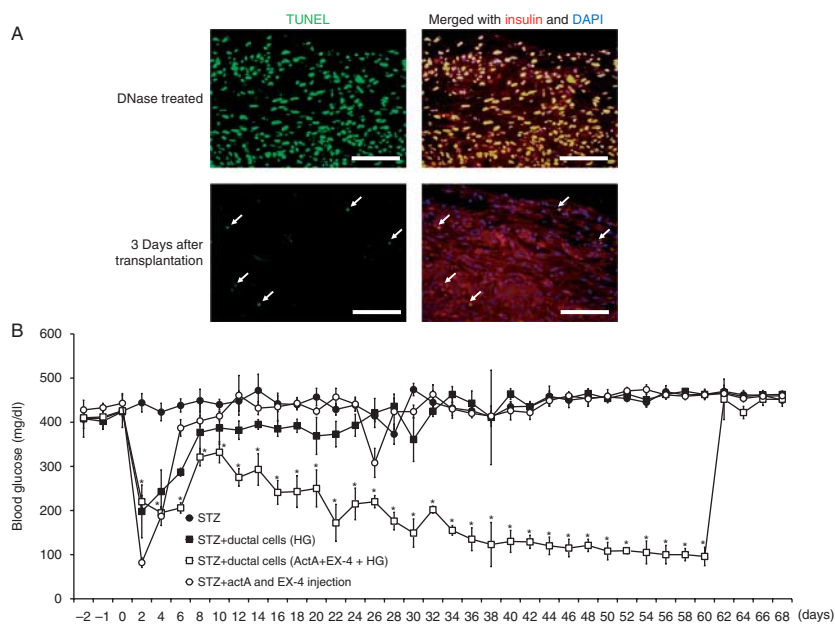 A
TUNEL
Merged with insulin and DAPI
DNase treated
3 Days after
transplantation
B
600
500
400
300
200
100
0
Blood glucose (mg/dl)
* * * * * * * * * * * * * * * * * * * * * * * * * * * * * *
STZ
STZ+ductal cells (HG)
STZ+ductal cells (ActA+EX-4 + HG)
STZ+actA and EX-4 injection
−2 −1 0 2 4 6 8 10 12 14 16 18 20 22 24 26 28 30 32 34 36 38 40 42 44 46 48 50 52 54 56 58 60 62 64 66 68 (days)